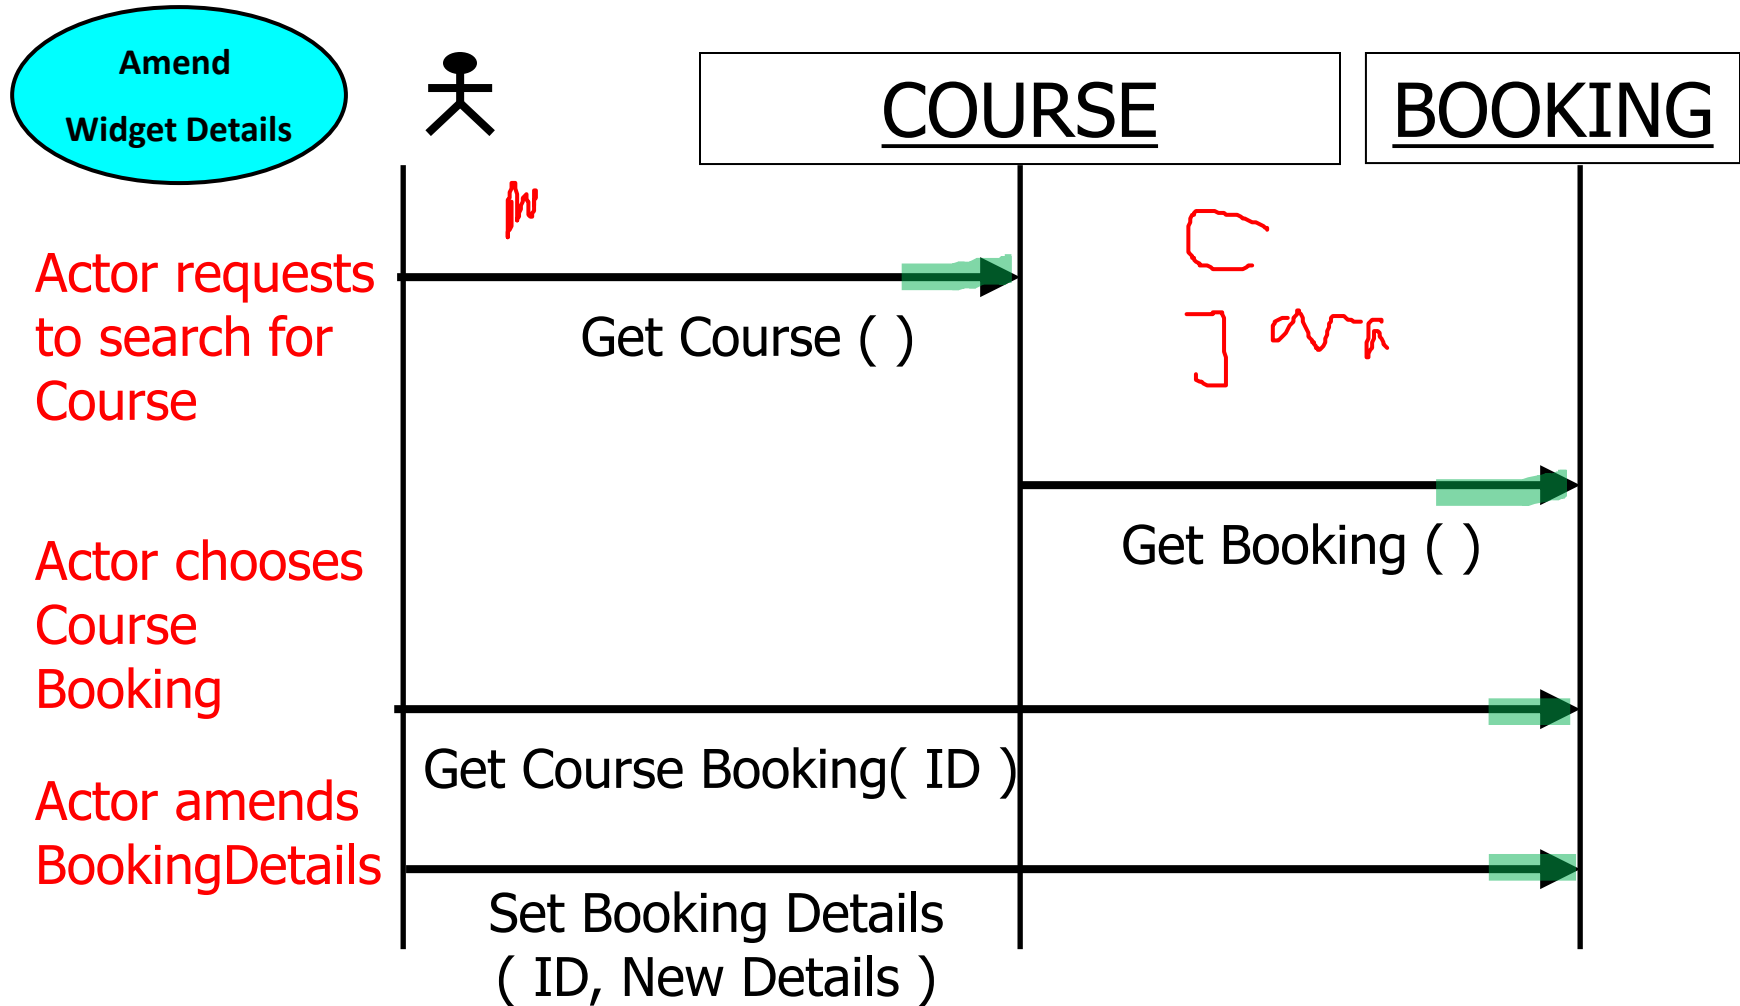 Amend
Widget Details
COURSE
BOOKING
Actor requests
to search for
Course
Get Course ( )
C
Java
Get Booking ( )
Actor chooses
Course
Booking
Get Course Booking( ID )
Actor amends
BookingDetails
Set Booking Details
( ID, New Details )